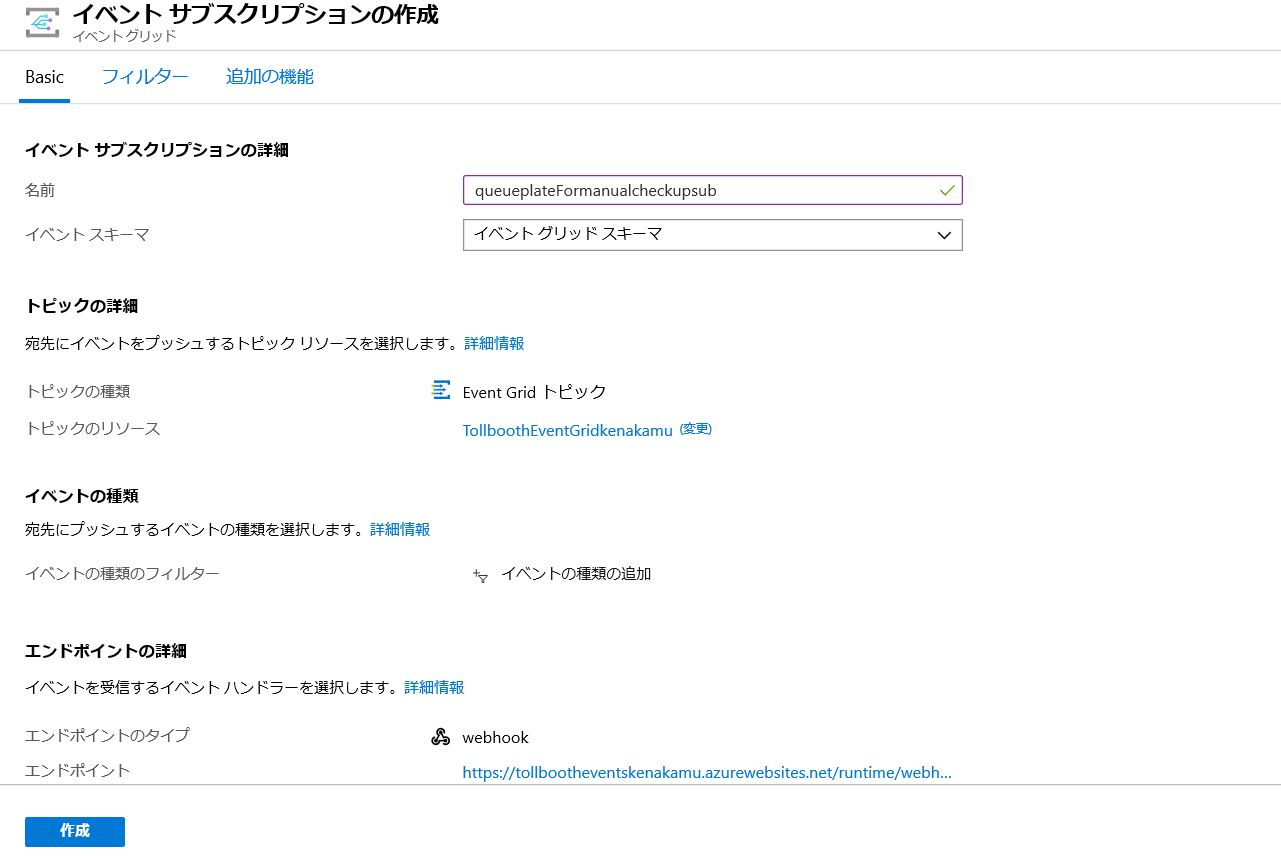 イベント サブスクリプションの作成
イベント グリッド
Basic フィルター 追加の機能
イベント サブスクリプションの詳細
名前 queueplateFormanualcheckupsub
イベント スキーマ イベント グリッド スキーマ
トピックの詳細
宛先にイベントをプッシュするトピック リソースを選択します。詳細情報
トピックの種類 Event Grid トピック
トピックのリソース TollboothEventGridkenakamu (変更)
イベントの種類
宛先にプッシュするイベントの種類を選択します。詳細情報
イベントの種類のフィルター イベントの種類の追加
エンドポイントの詳細
イベントを受信するイベント ハンドラーを選択します。詳細情報
エンドポイントのタイプ webhook
エンドポイント https://tollbootheventskenakamu.azurewebsites.net/runtime/webh...
作成